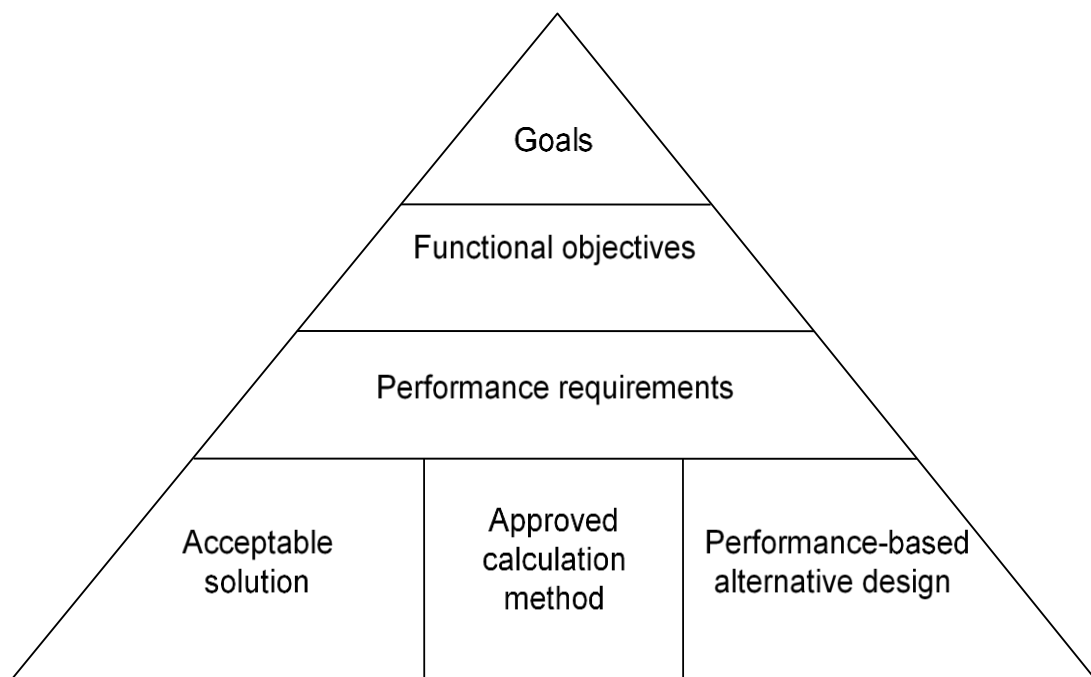 Goals
Functional objectives
Performance requirements
Acceptable
solution
Approved
calculation
method
Performance-based
alternative design